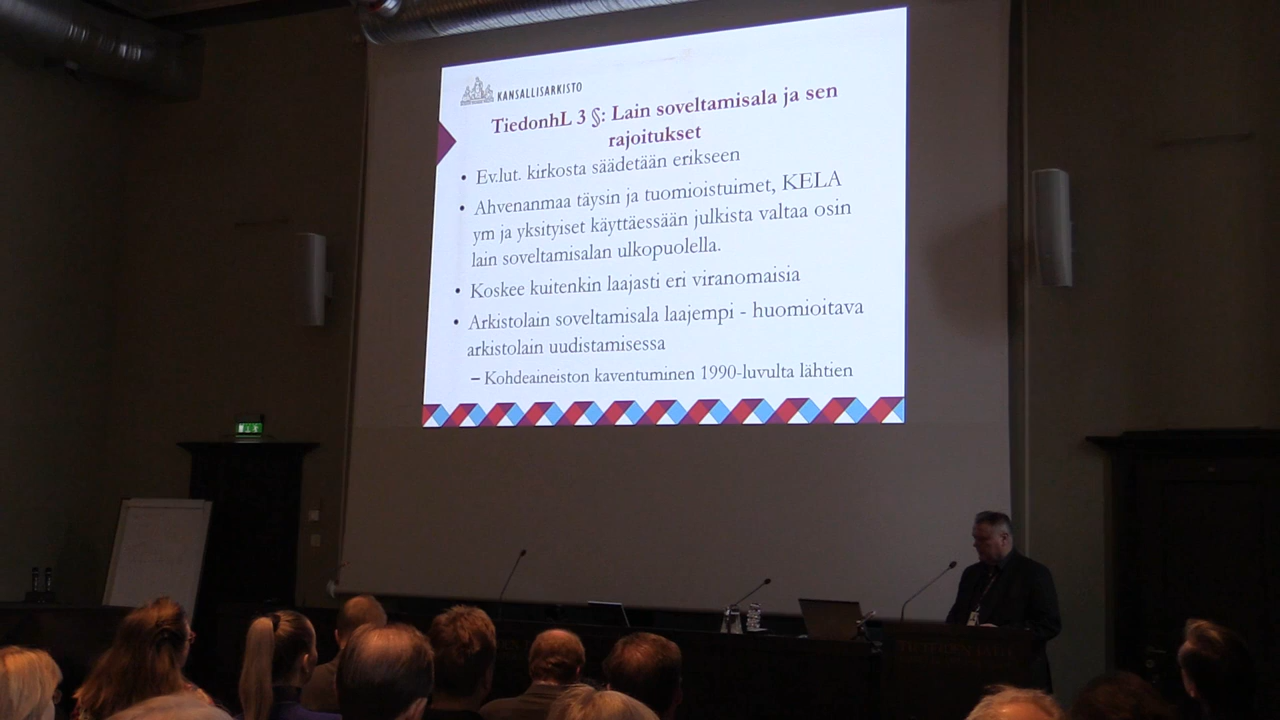 KANSALLISARKISTO
TiedonhL 3 §: Lain soveltamisala ja sen
rajoitukset
• Ev.lut. kirkosta säädetään erikseen
• Ahvenanmaa täysin ja tuomioistuimet, KELA
ym ja yksityiset käyttäessään julkista valtaa osin
lain soveltamisalan ulkopuolella.
• Koskee kuitenkin laajasti eri viranomaisia
• Arkistolain soveltamisala laajempi - huomioitava
arkistolain uudistamisessa
– Kohdeaineiston kaventuminen 1990-luvulta lähtien